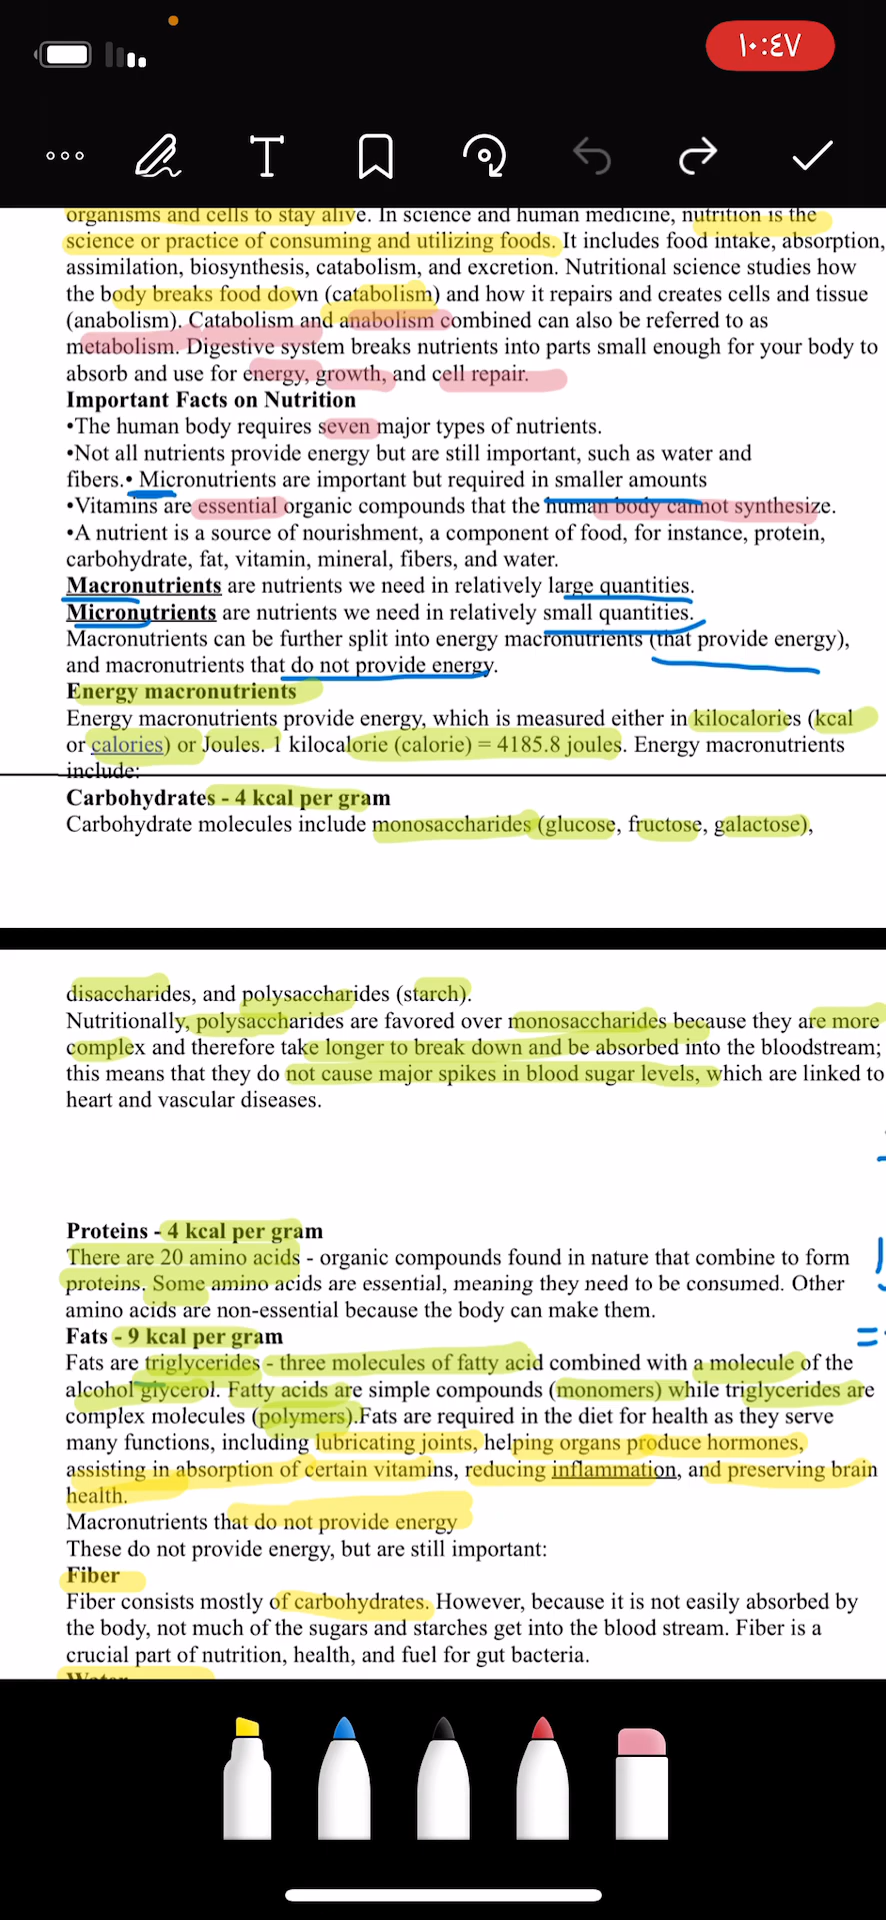 ١٠:٤٧
T
organisms and cells to stay alive. In science and human medicine, nutrition is the
science or practice of consuming and utilizing foods. It includes food intake, absorption,
assimilation, biosynthesis, catabolism, and excretion. Nutritional science studies how
the body breaks food down (catabolism) and how it repairs and creates cells and tissue
(anabolism). Catabolism and anabolism combined can also be referred to as
metabolism. Digestive system breaks nutrients into parts small enough for your body to
absorb and use for energy, growth, and cell repair.
Important Facts on Nutrition
•The human body requires seven major types of nutrients.
•Not all nutrients provide energy but are still important, such as water and
fibers.• Micronutrients are important but required in smaller amounts
•Vitamins are essential organic compounds that the human body cannot synthesize.
•A nutrient is a source of nourishment, a component of food, for instance, protein,
carbohydrate, fat, vitamin, mineral, fibers, and water.
Macronutrients are nutrients we need in relatively large quantities.
Micronutrients are nutrients we need in relatively small quantities.
Macronutrients can be further split into energy macronutrients (that provide energy),
and macronutrients that do not provide energy.
Energy macronutrients
Energy macronutrients provide energy, which is measured either in kilocalories (kcal
or calories) or Joules. 1 kilocalorie (calorie) = 4185.8 joules. Energy macronutrients
include:
Carbohydrates - 4 kcal per gram
Carbohydrate molecules include monosaccharides (glucose, fructose, galactose),
disaccharides, and polysaccharides (starch).
Nutritionally, polysaccharides are favored over monosaccharides because they are more
complex and therefore take longer to break down and be absorbed into the bloodstream;
this means that they do not cause major spikes in blood sugar levels, which are linked to
heart and vascular diseases.
Proteins - 4 kcal per gram
There are 20 amino acids - organic compounds found in nature that combine to form
proteins. Some amino acids are essential, meaning they need to be consumed. Other
amino acids are non-essential because the body can make them.
Fats - 9 kcal per gram
Fats are triglycerides - three molecules of fatty acid combined with a molecule of the
alcohol glycerol. Fatty acids are simple compounds (monomers) while triglycerides are
complex molecules (polymers).Fats are required in the diet for health as they serve
many functions, including lubricating joints, helping organs produce hormones,
assisting in absorption of certain vitamins, reducing inflammation, and preserving brain
health.
Macronutrients that do not provide energy
These do not provide energy, but are still important:
Fiber
Fiber consists mostly of carbohydrates. However, because it is not easily absorbed by
the body, not much of the sugars and starches get into the blood stream. Fiber is a
crucial part of nutrition, health, and fuel for gut bacteria.